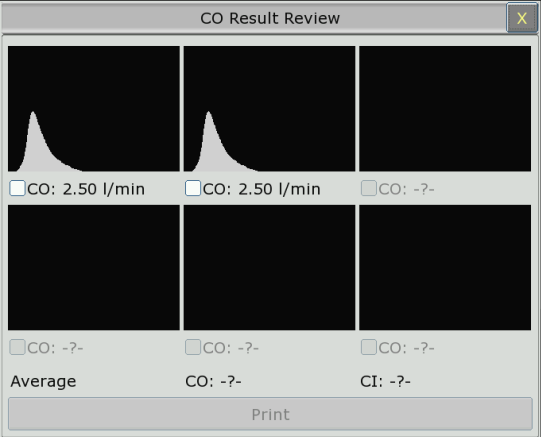 CO Result Review
X
CO: 2.50 l/min CO: 2.50 l/min CO: -?-
CO: -?- CO: -?- CO: -?-
Average CO: -?- CI: -?-
Print